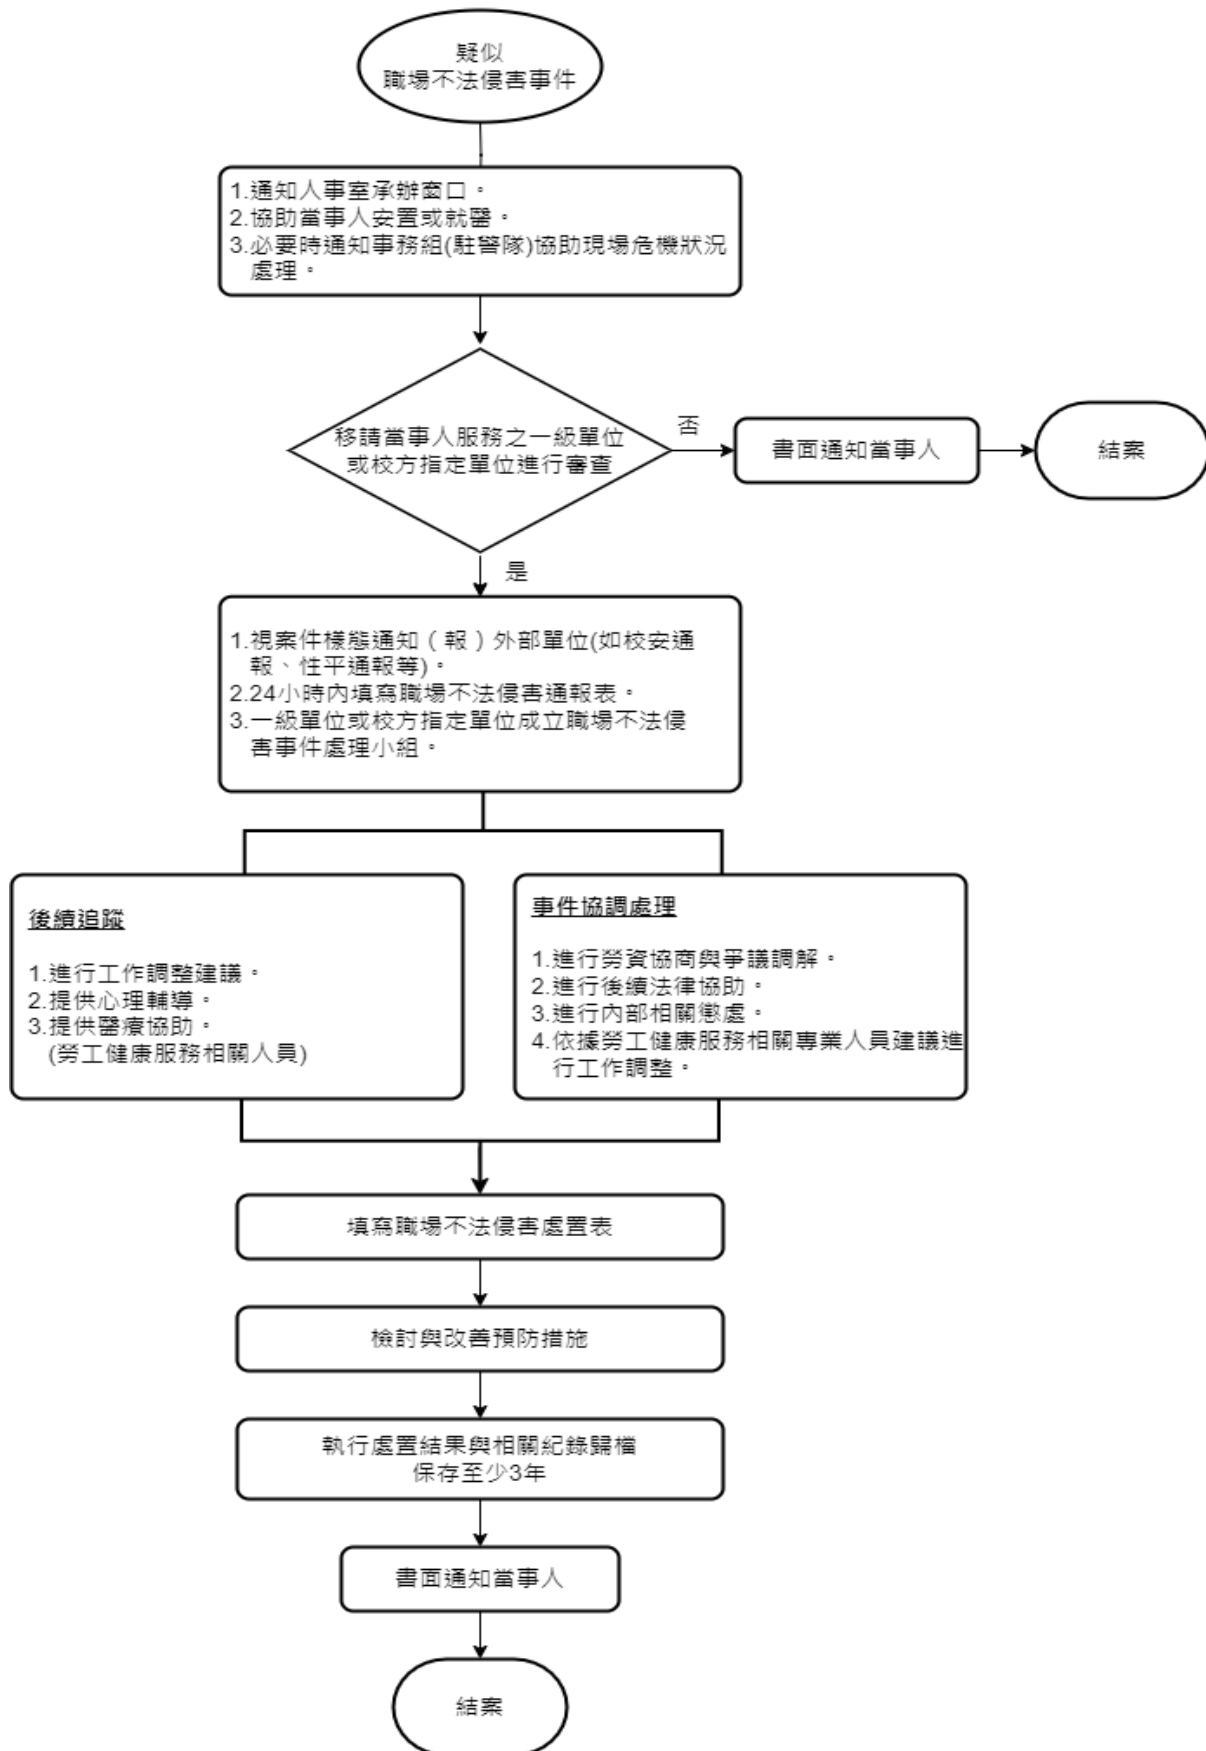 疑似
職場不法侵害事件
1.通知人事室承辦窗口。
2.協助當事人安置或就醫。
3.必要時通知事務組(駐警隊)協助現場危機狀況
處理。
移請當事人服務之一級單位
或校方指定單位進行審查
否
書面通知當事人
結案
是
1.視案件樣態通知（報）外部單位(如校安通
報、性平通報等)。
2.24小時內填寫職場不法侵害通報表。
3.一級單位或校方指定單位成立職場不法侵
害事件處理小組。
後續追蹤
1.進行工作調整建議。
2.提供心理輔導。
3.提供醫療協助。
(勞工健康服務相關人員)
事件協調處理
1.進行勞資協商與爭議調解。
2.進行後續法律協助。
3.進行內部相關懲處。
4.依據勞工健康服務相關專業人員建議進
行工作調整。
填寫職場不法侵害處置表
檢討與改善預防措施
執行處置結果與相關紀錄歸檔
保存至少3年
書面通知當事人
結案